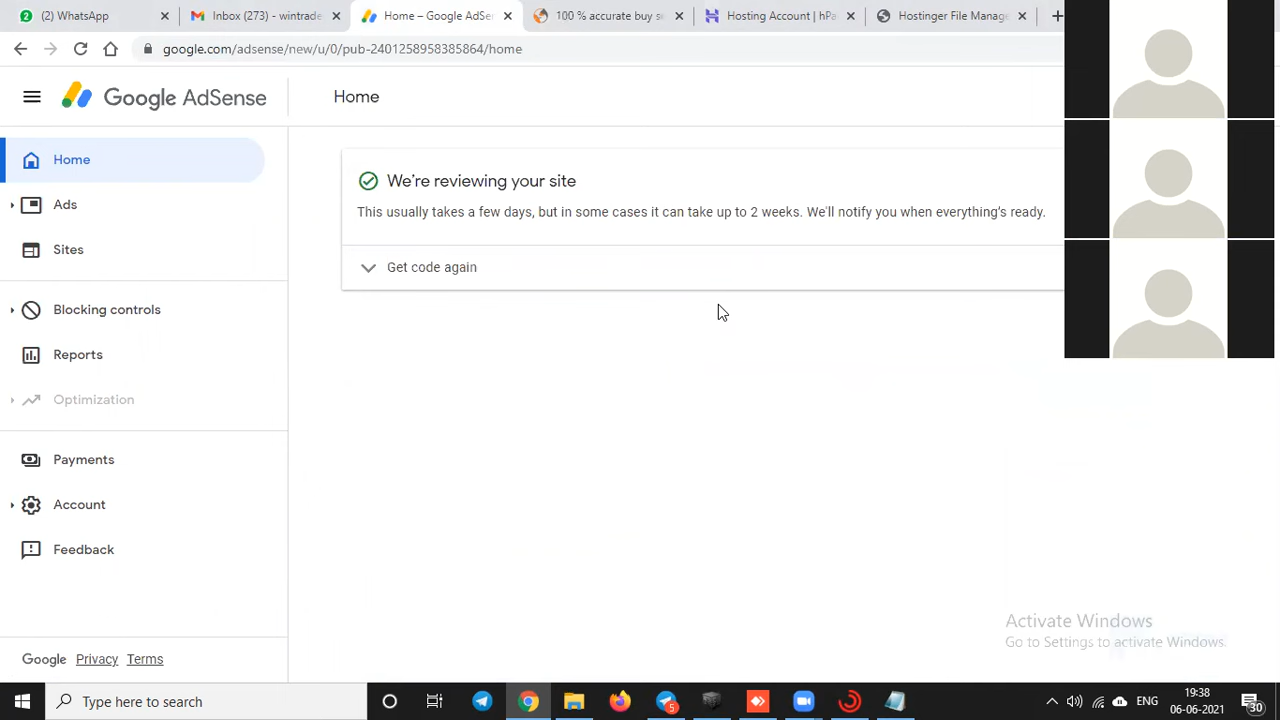 (2) WhatsApp
Inbox (273) - wintrade
Home – Google AdSen
100 % accurate buy se
Hosting Account | hPa
Hostinger File Manage
google.com/adsense/new/u/0/pub-2401258958385864/home
Google AdSense
Home
Home
Ads
Sites
Blocking controls
Reports
Optimization
Payments
Account
Feedback
We're reviewing your site
This usually takes a few days, but in some cases it can take up to 2 weeks. We'll notify you when everything's ready.
Get code again
Activate Windows
Go to Settings to activate Windows.
Google Privacy Terms
Type here to search
5
ENG
19:38
06-06-2021
30